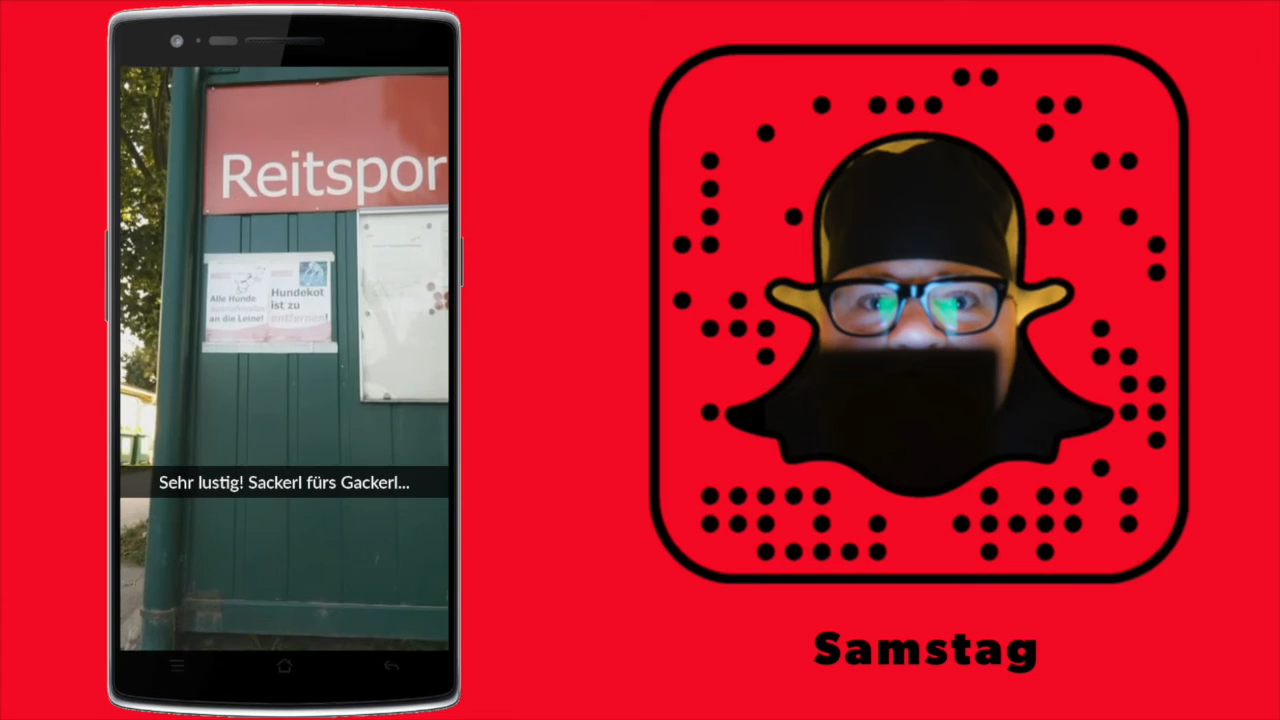 Reitspor
Alle Hunde
an die Leine!
Hundekot
ist zu
entfernen!
Sehr lustig! Sackerl fürs Gackerl...
Samstag